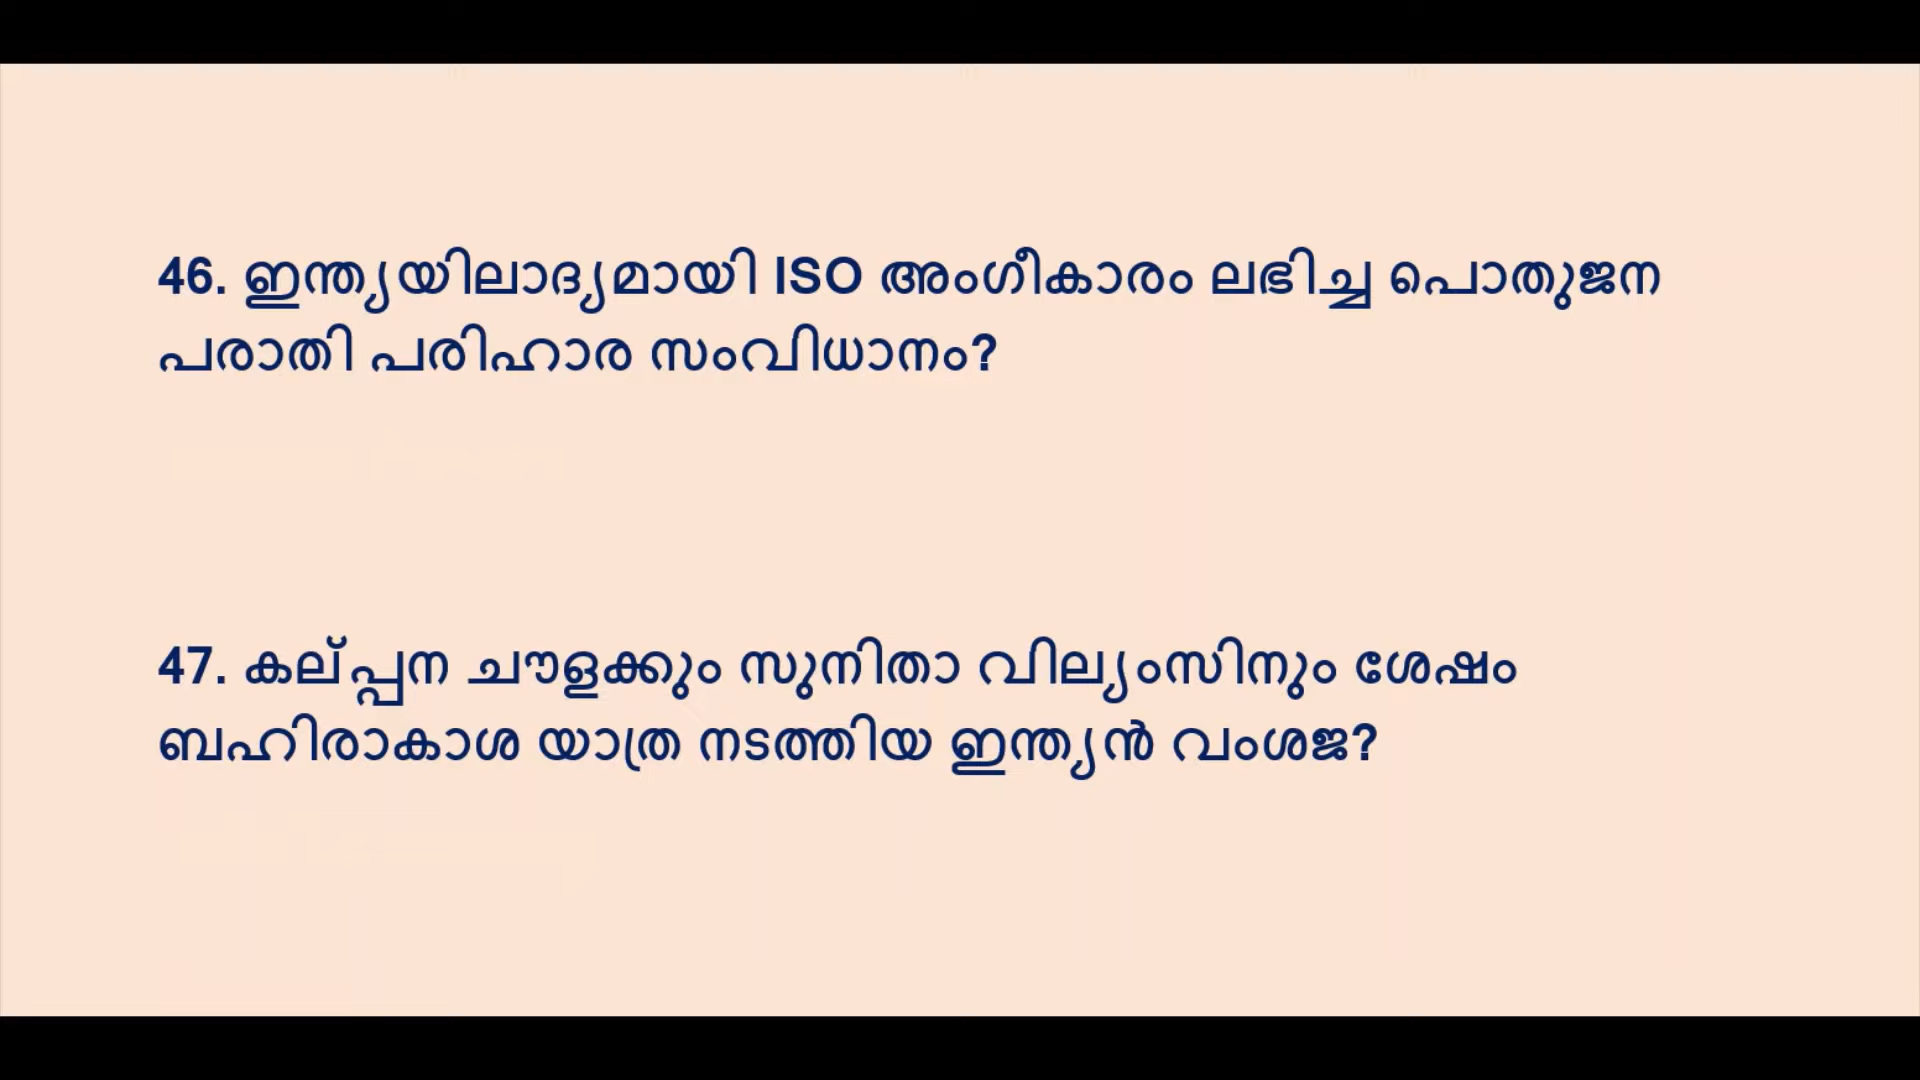 46. ഇന്ത്യയിലാദ്യമായി ISO അംഗീകാരം ലഭിച്ച പൊതുജന
പരാതി പരിഹാര സംവിധാനം?
47. കല്പ്പന ചൗളക്കും സുനിതാ വില്യംസിനും ശേഷം
ബഹിരാകാശ യാത്ര നടത്തിയ ഇന്ത്യൻ വംശജ?